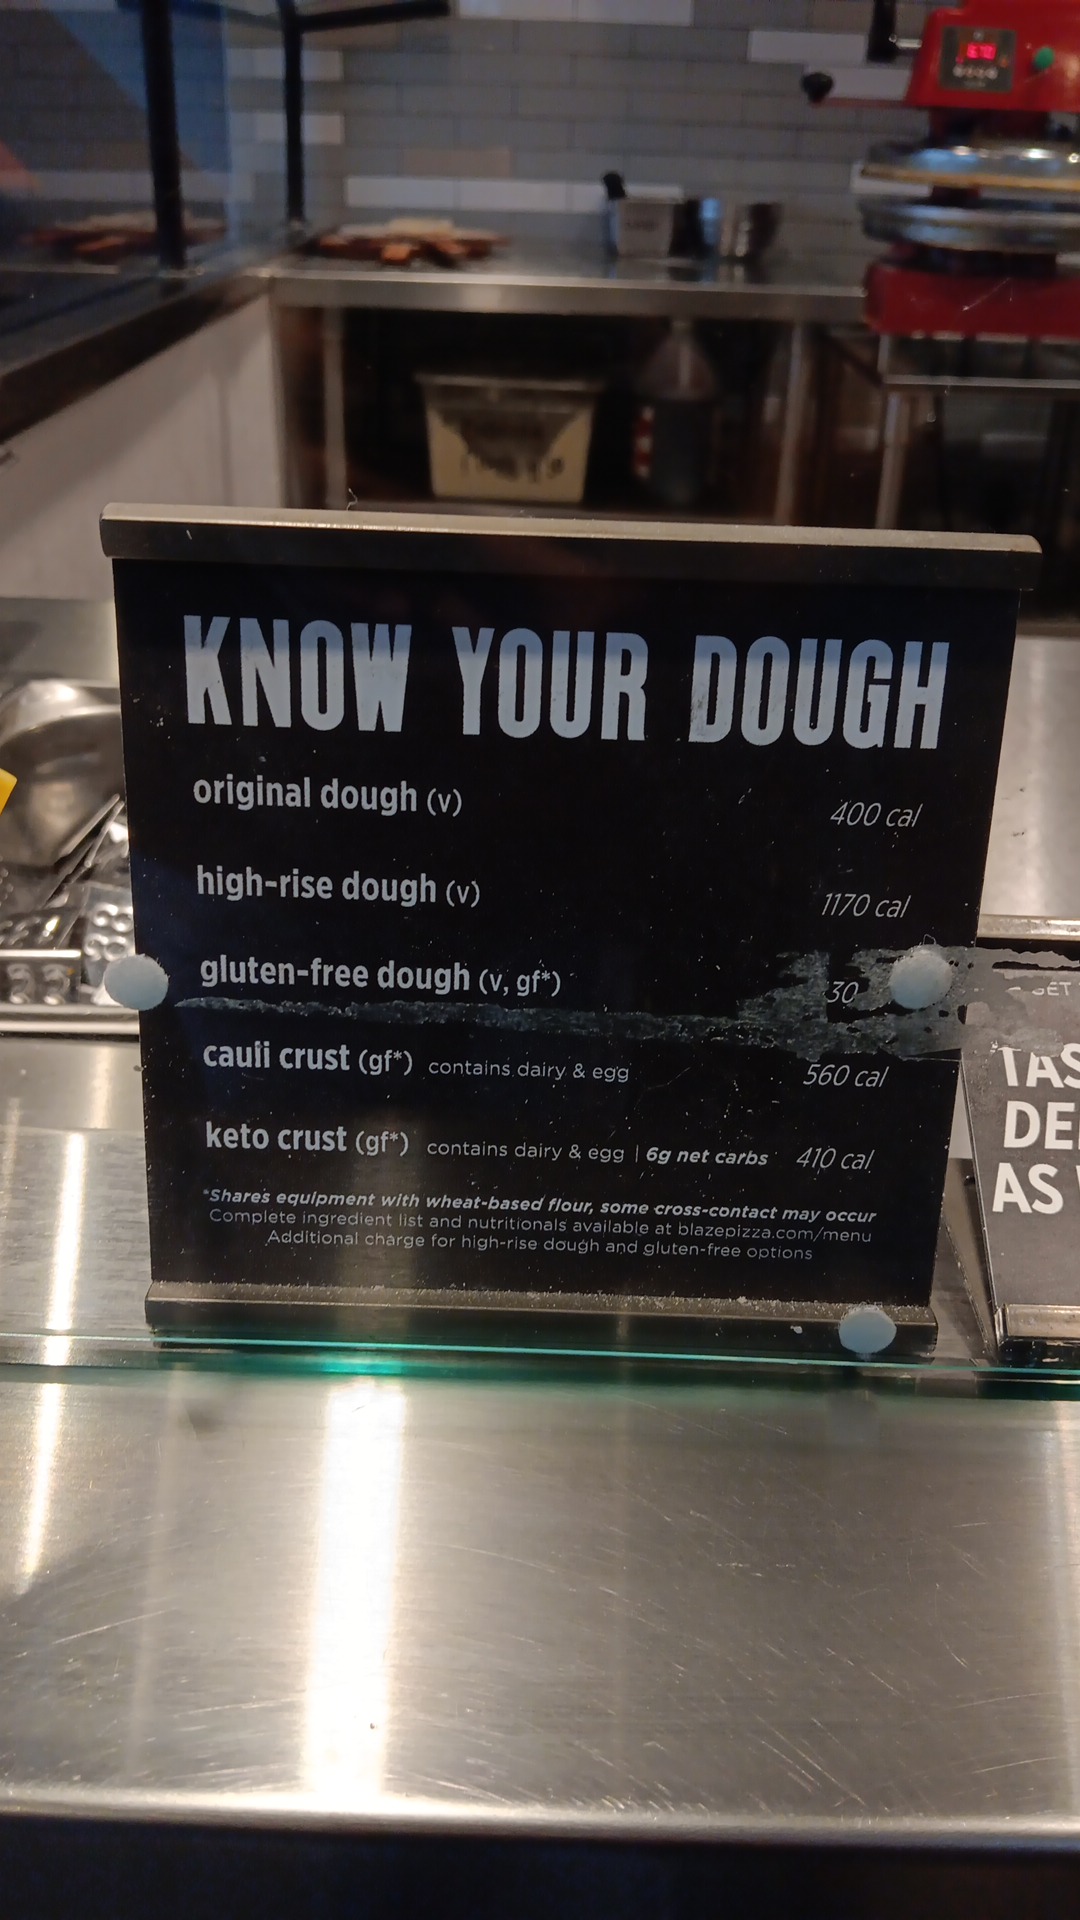 KNOW YOUR DOUGH
original dough (v) 400 cal
high-rise dough (v) 1170 cal
gluten-free dough (v, gf*) 30
cauli crust (gf*) contains dairy & egg 560 cal
keto crust (gf*) contains dairy & egg | 6g net carbs 410 cal
*Shares equipment with wheat-based flour, some cross-contact may occur
Complete ingredient list and nutritionals available at blazepizza.com/menu
Additional charge for high-rise dough and gluten-free options
TAS
DE
AS